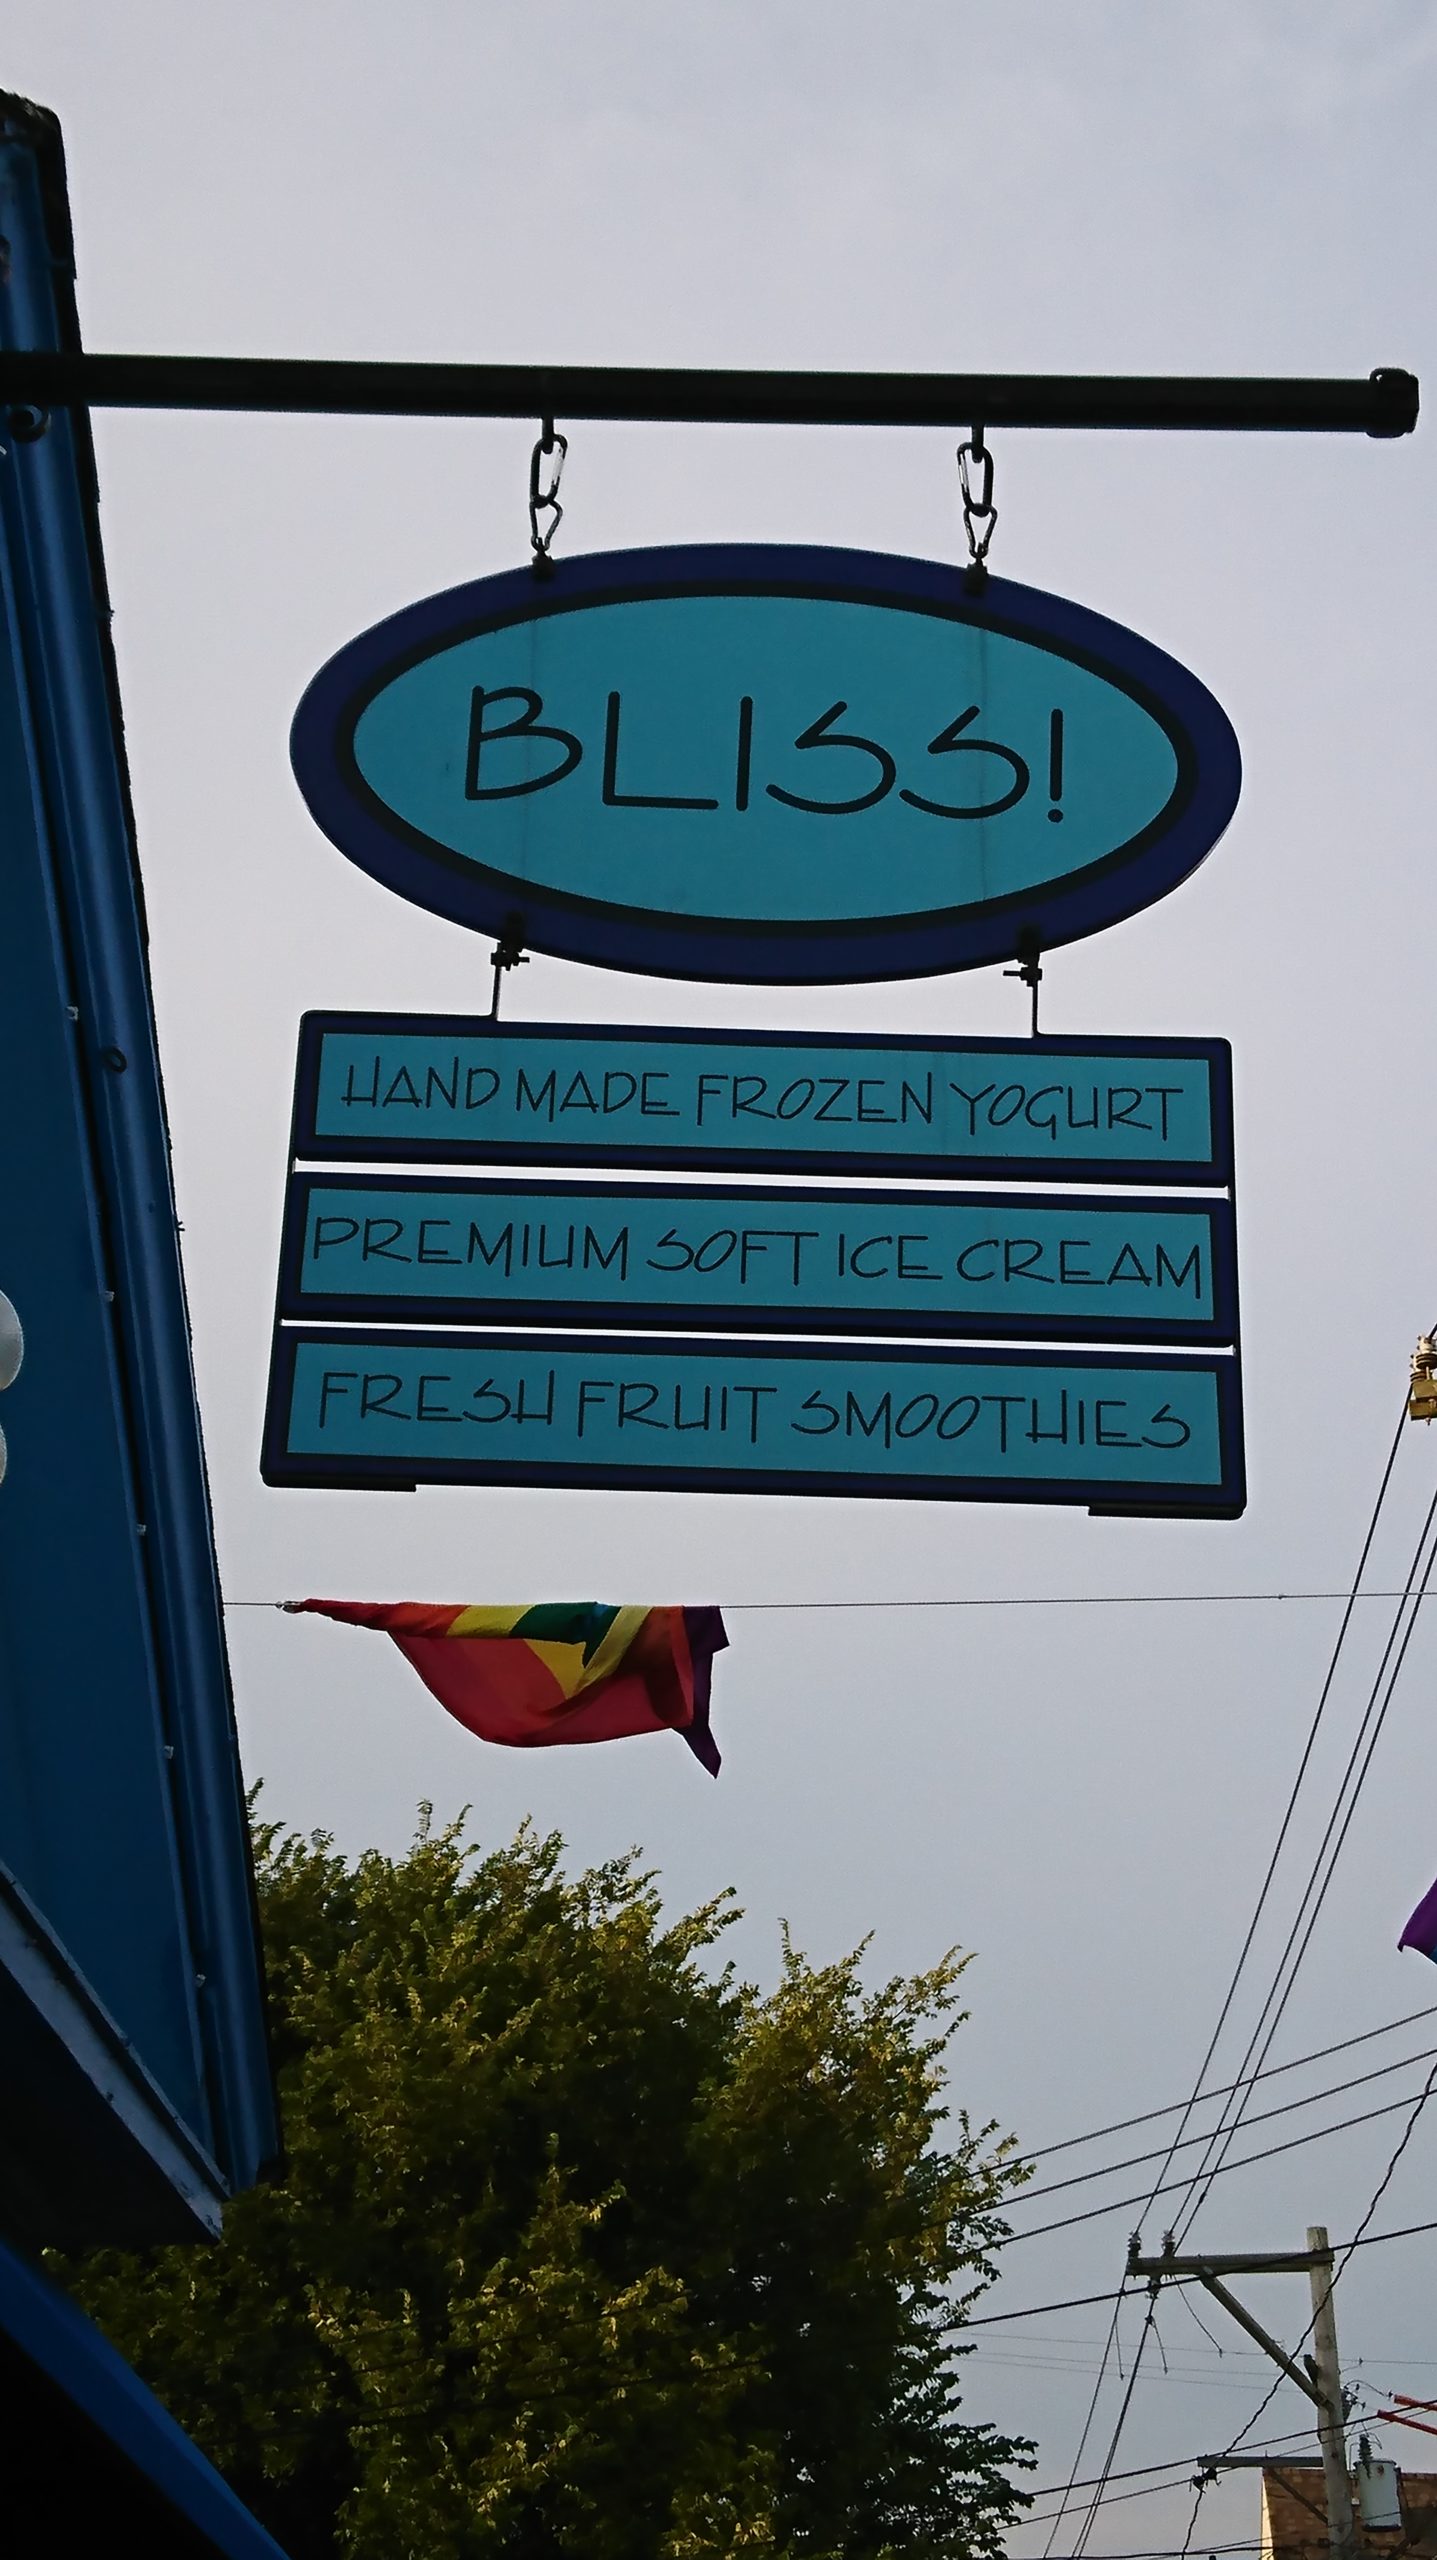 BLISS!
HAND MADE FROZEN YOGURT
PREMIUM SOFT ICE CREAM
FRESH FRUIT SMOOTHIES